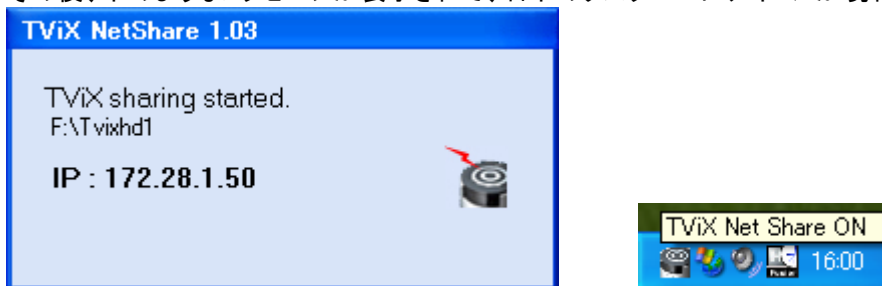 TViX NetShare 1.03
TViX sharing started.
F:\Tvixhd1
IP : 172.28.1.50
TViX Net Share ON
16:00